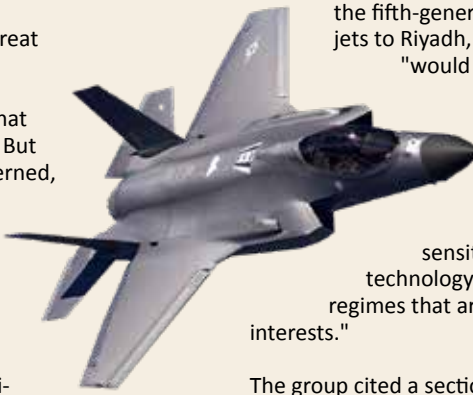 reat
hat
But
erned,
i-
the fifth-gener
jets to Riyadh,
"would
sensit
technology
regimes that ar
interests."
The group cited a sectio